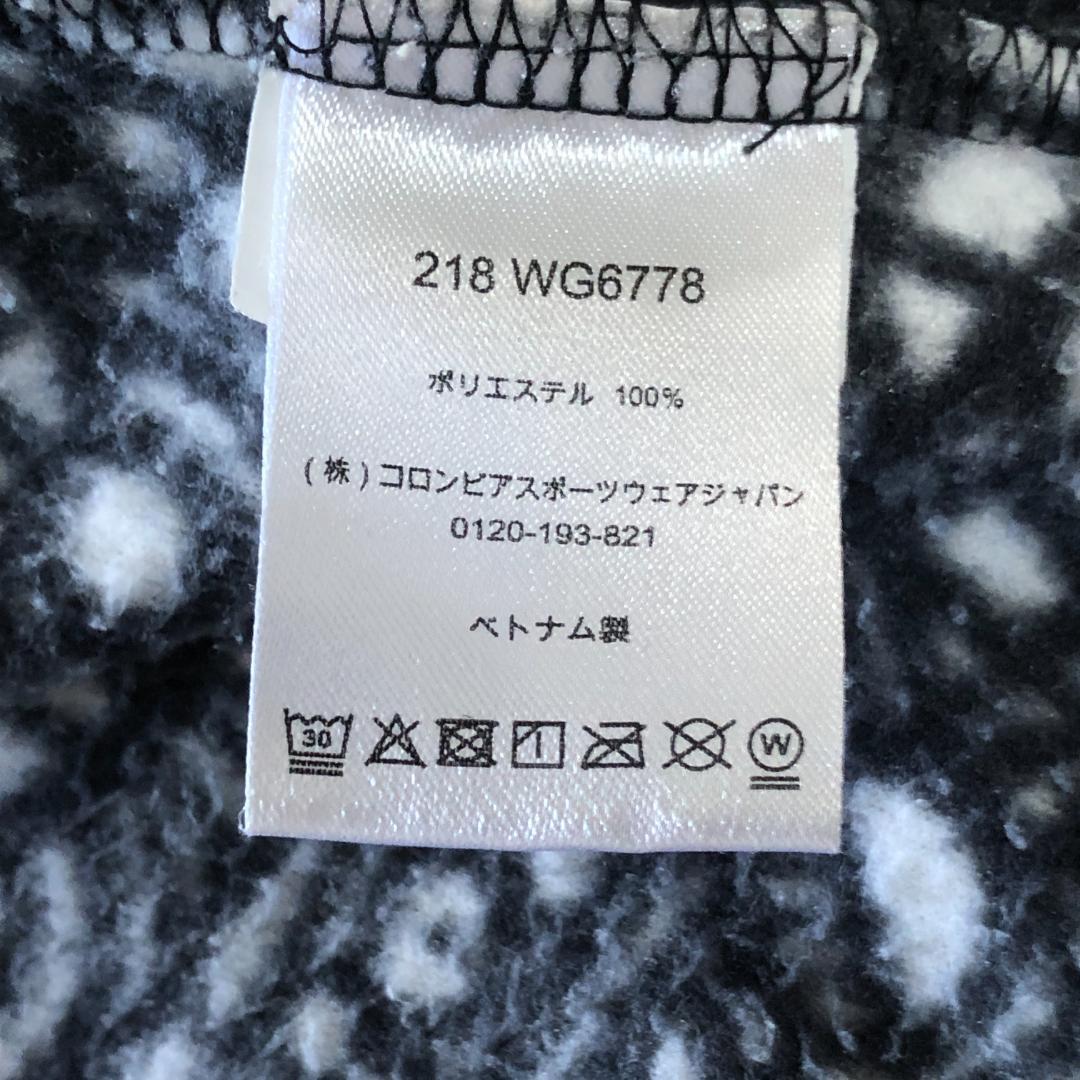 218 WG6778
ポリエステル 100%
(株)コロンビアスポーツウェアジャパン
0120-193-821
ベトナム製
30
W